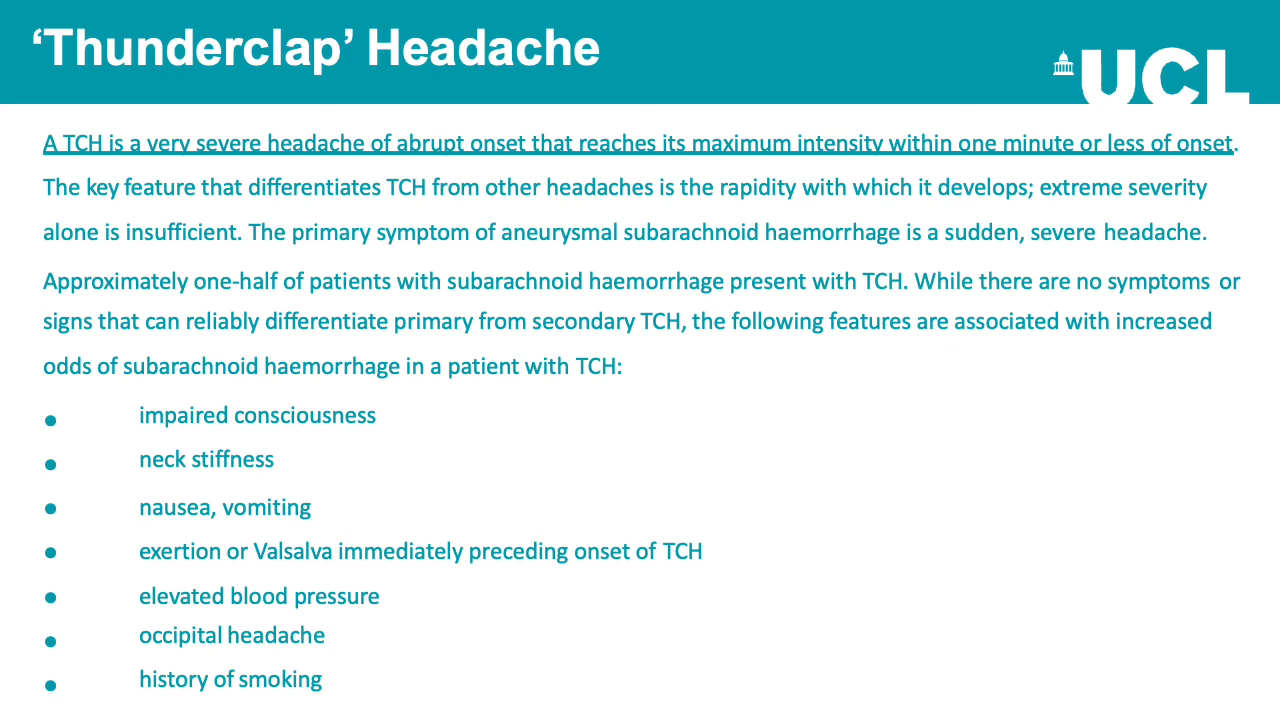 ‘Thunderclap’ Headache
UCL
A TCH is a very severe headache of abrupt onset that reaches its maximum intensity within one minute or less of onset.
The key feature that differentiates TCH from other headaches is the rapidity with which it develops; extreme severity
alone is insufficient. The primary symptom of aneurysmal subarachnoid haemorrhage is a sudden, severe headache.
Approximately one-half of patients with subarachnoid haemorrhage present with TCH. While there are no symptoms or
signs that can reliably differentiate primary from secondary TCH, the following features are associated with increased
odds of subarachnoid haemorrhage in a patient with TCH:
● impaired consciousness
● neck stiffness
● nausea, vomiting
● exertion or Valsalva immediately preceding onset of TCH
● elevated blood pressure
● occipital headache
● history of smoking